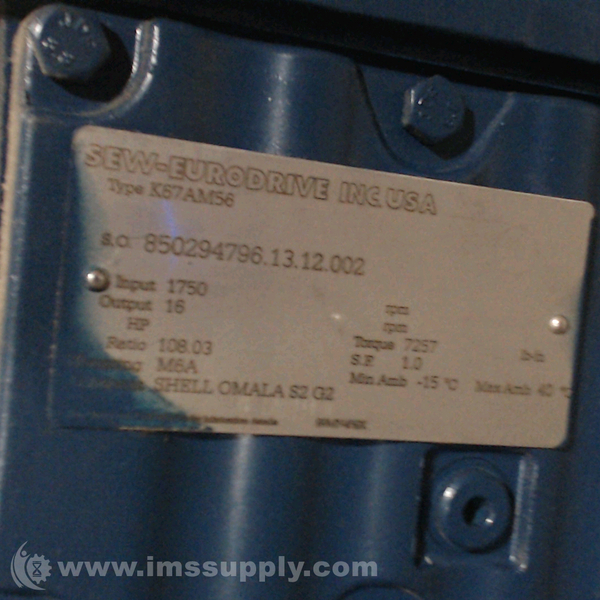 SEW-EURODRIVE INC. USA
Type K67AM56
S.O. 850294796.13.12.002
Input 1750 rpm
Output 16 rpm
HP Torque 7257 lb-in
Ratio 108.03 S.F. 1.0
M6A Min Amb -15 °C Max Amb 40 °C
SHELL OMALA S2 G2
www.imssupply.com